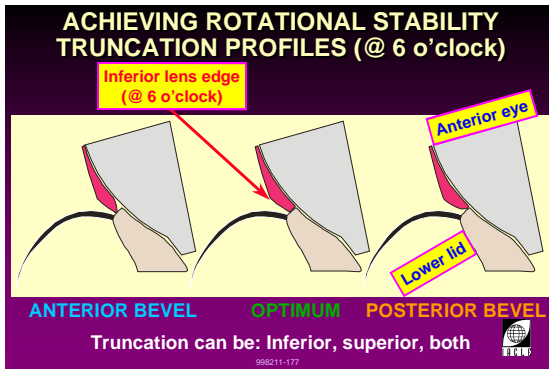 ACHIEVING ROTATIONAL STABILITY
TRUNCATION PROFILES (@ 6 o'clock)
Inferior lens edge
(@ 6 o'clock)
Anterior eye
Lower lid
ANTERIOR BEVEL
OPTIMUM
POSTERIOR BEVEL
Truncation can be: Inferior, superior, both
IACLE
998211-177